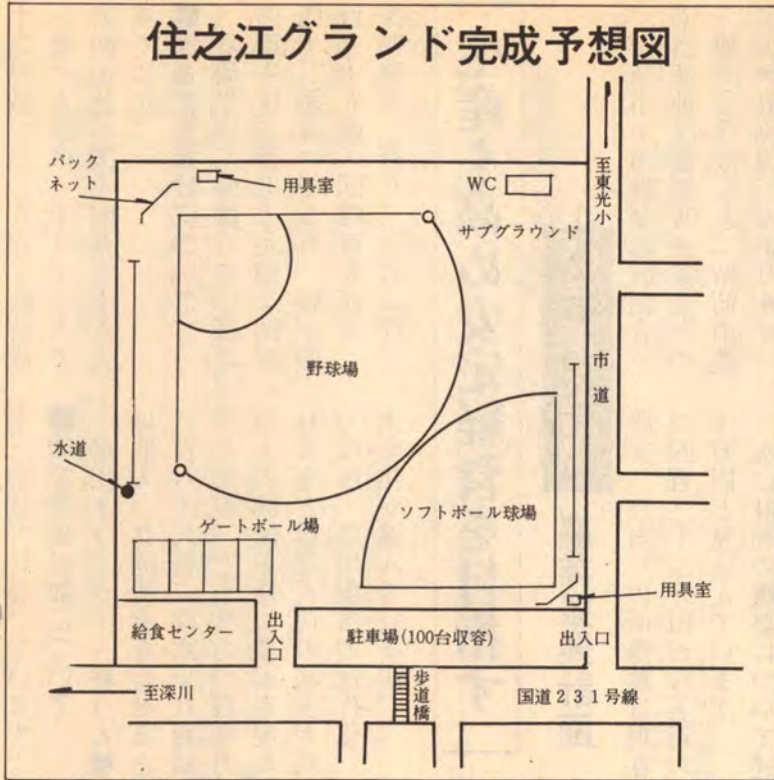 住之江グランド完成予想図
バック
ネット
用具室
WC
サブグラウンド
至東光小
野球場
市道
水道
ゲートボール場
ソフトボール球場
用具室
給食センター
出入口
駐車場(100台収容)
出入口
至深川
歩道橋
国道231号線